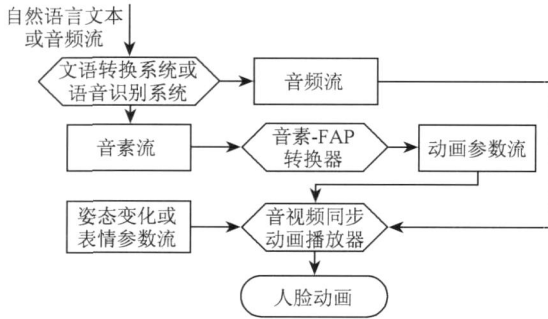 自然语言文本
或音频流
文语转换系统或
语音识别系统
音频流
音素流
音素-FAP
转换器
动画参数流
姿态变化或
表情参数流
音视频同步
动画播放器
人脸动画